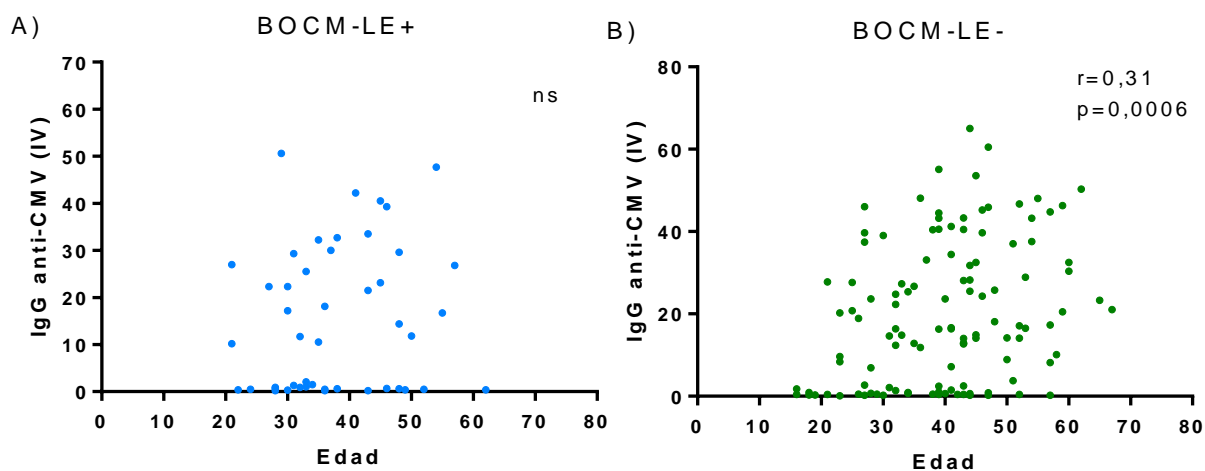 A)
BOCM-LE+
IgG anti-CMV (IV)
70
60
50
40
30
20
10
0
ns
0 10 20 30 40 50 60 70 80
Edad
B)
BOCM-LE-
IgG anti-CMV (IV)
80
60
40
20
0
r=0,31
p=0,0006
0 10 20 30 40 50 60 70 80
Edad